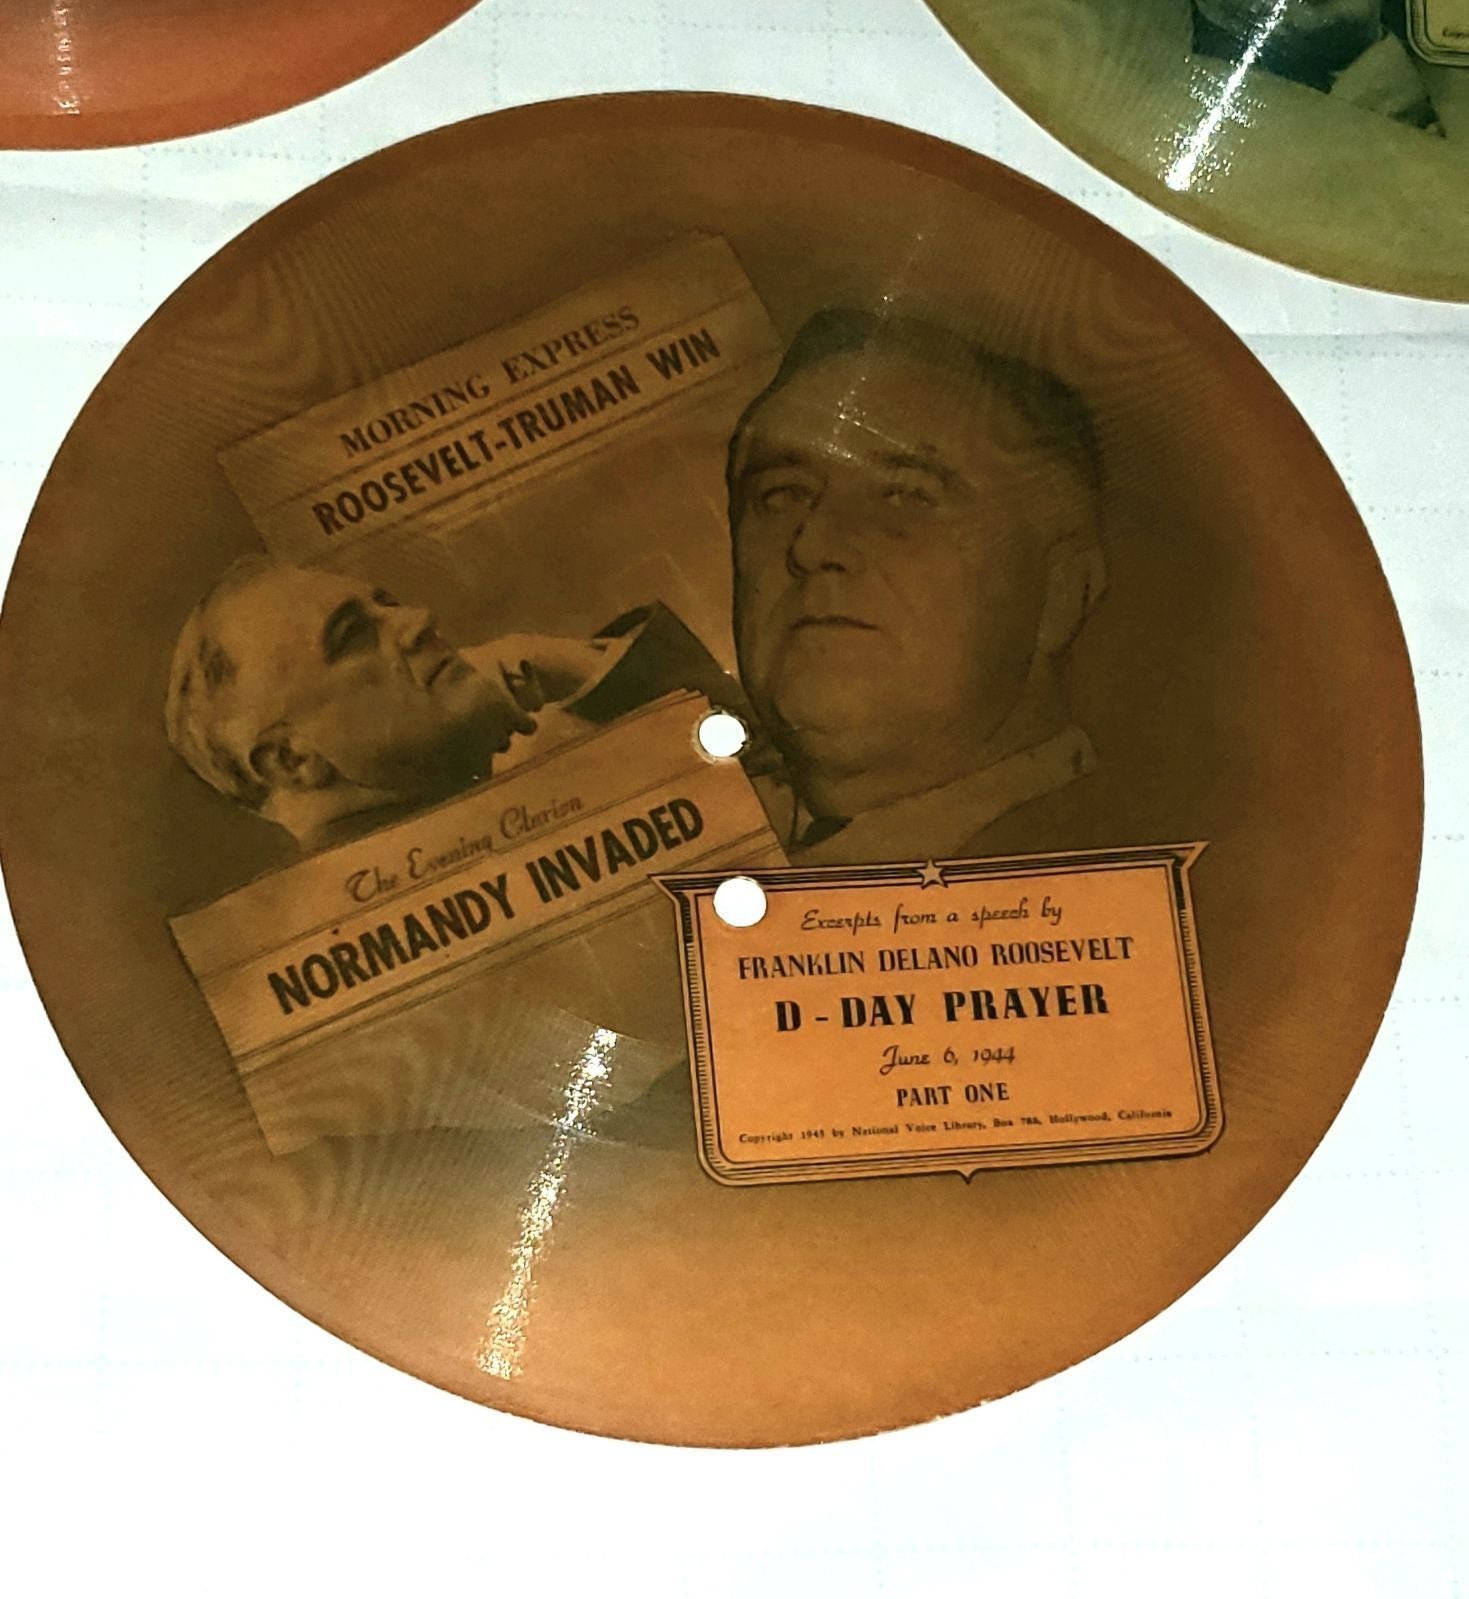 MORNING EXPRESS
ROOSEVELT-TRUMAN WIN
The Evening Clarion
NORMANDY INVADED
Excerpts from a speech by
FRANKLIN DELANO ROOSEVELT
D-DAY PRAYER
June 6, 1944
PART ONE
Copyright 1945 by National Voice Library, Box 788, Hollywood, California